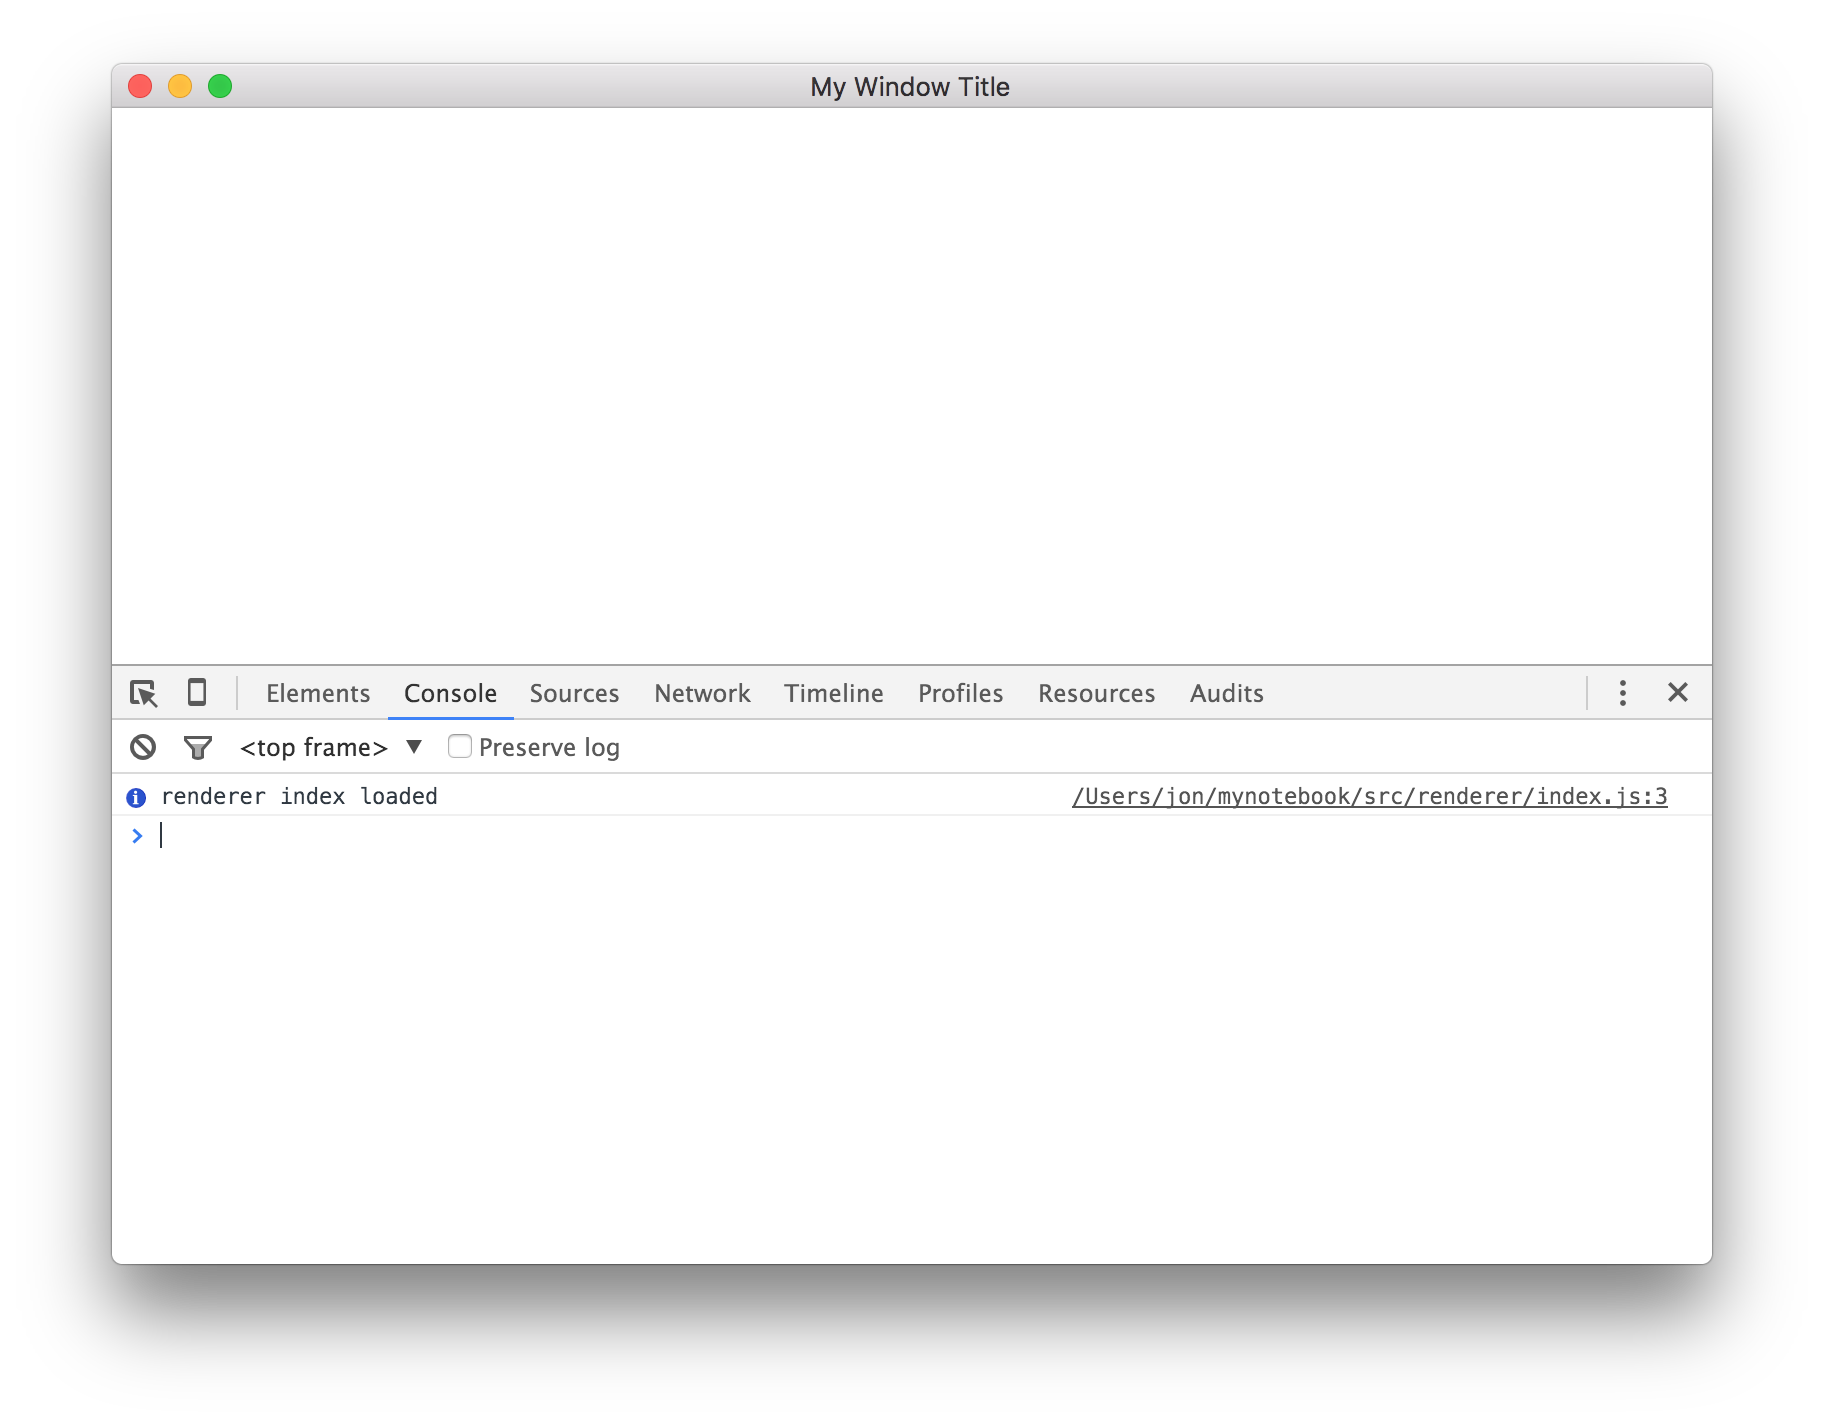 My Window Title
Elements Console Sources Network Timeline Profiles Resources Audits
<top frame> Preserve log
renderer index loaded /Users/jon/mynotebook/src/renderer/index.js:3